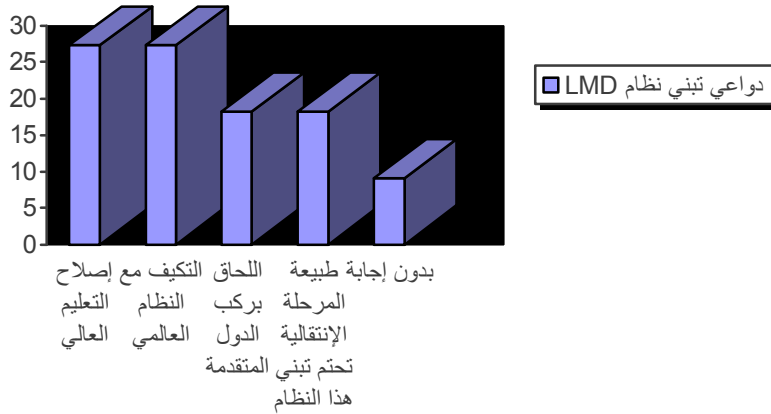 30
25
20
15
10
5
0
دواعي تبني نظام LMD
إصلاح
التعليم
العالي
التكيف مع
النظام
العالمي
اللحاق
بركب
الدول
المتقدمة
طبيعة
المرحلة
الإنتقالية
تحتم تبني
هذا النظام
بدون إجابة